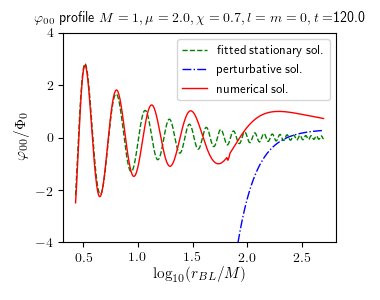 φ₀₀ profile M = 1, μ = 2.0, χ = 0.7, l = m = 0, t =120.0
fitted stationary sol.
perturbative sol.
numerical sol.
φ₀₀/Φ₀
4
2
0
−2
−4
0.5 1.0 1.5 2.0 2.5
log₁₀(r_BL/M)